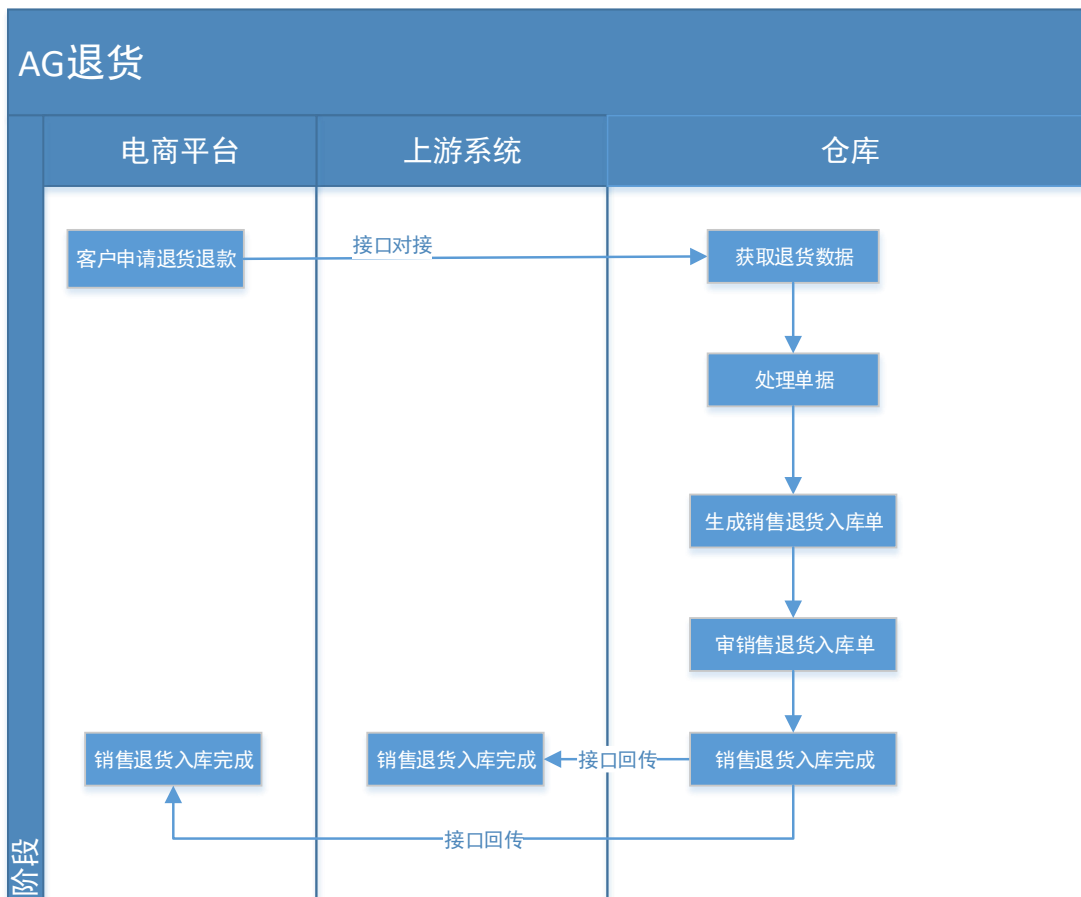 AG退货
电商平台
上游系统
仓库
客户申请退货退款
接口对接
获取退货数据
处理单据
生成销售退货入库单
审销售退货入库单
销售退货入库完成
销售退货入库完成
接口回传
销售退货入库完成
接口回传
阶段